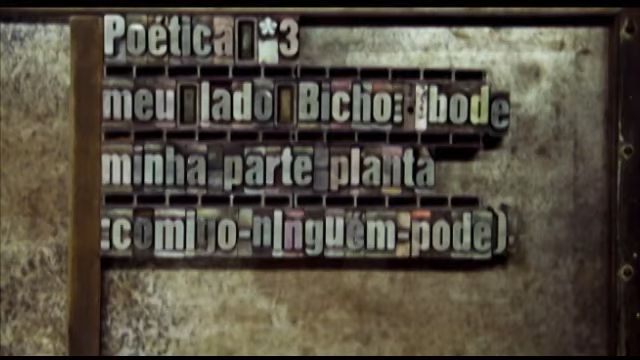 Poética *3
meu lado Bicho: (bode
minha parte planta
:comigo-ninguém-pode)